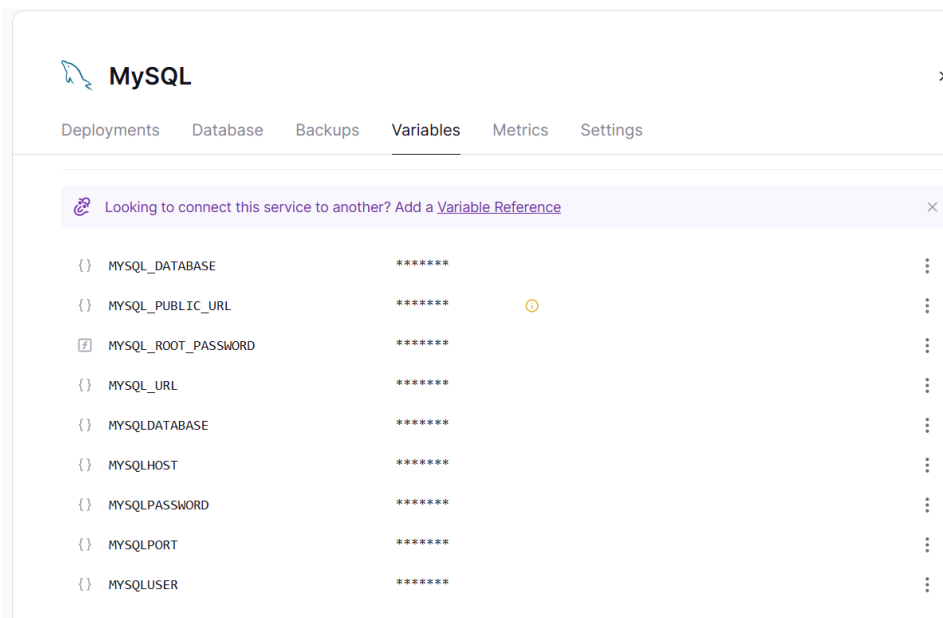 MySQL
Deployments Database Backups Variables Metrics Settings
Looking to connect this service to another? Add a Variable Reference
{} MYSQL_DATABASE *******
{} MYSQL_PUBLIC_URL *******
MYSQL_ROOT_PASSWORD *******
{} MYSQL_URL *******
{} MYSQLDATABASE *******
{} MYSQLHOST *******
{} MYSQLPASSWORD *******
{} MYSQLPORT *******
{} MYSQLUSER *******